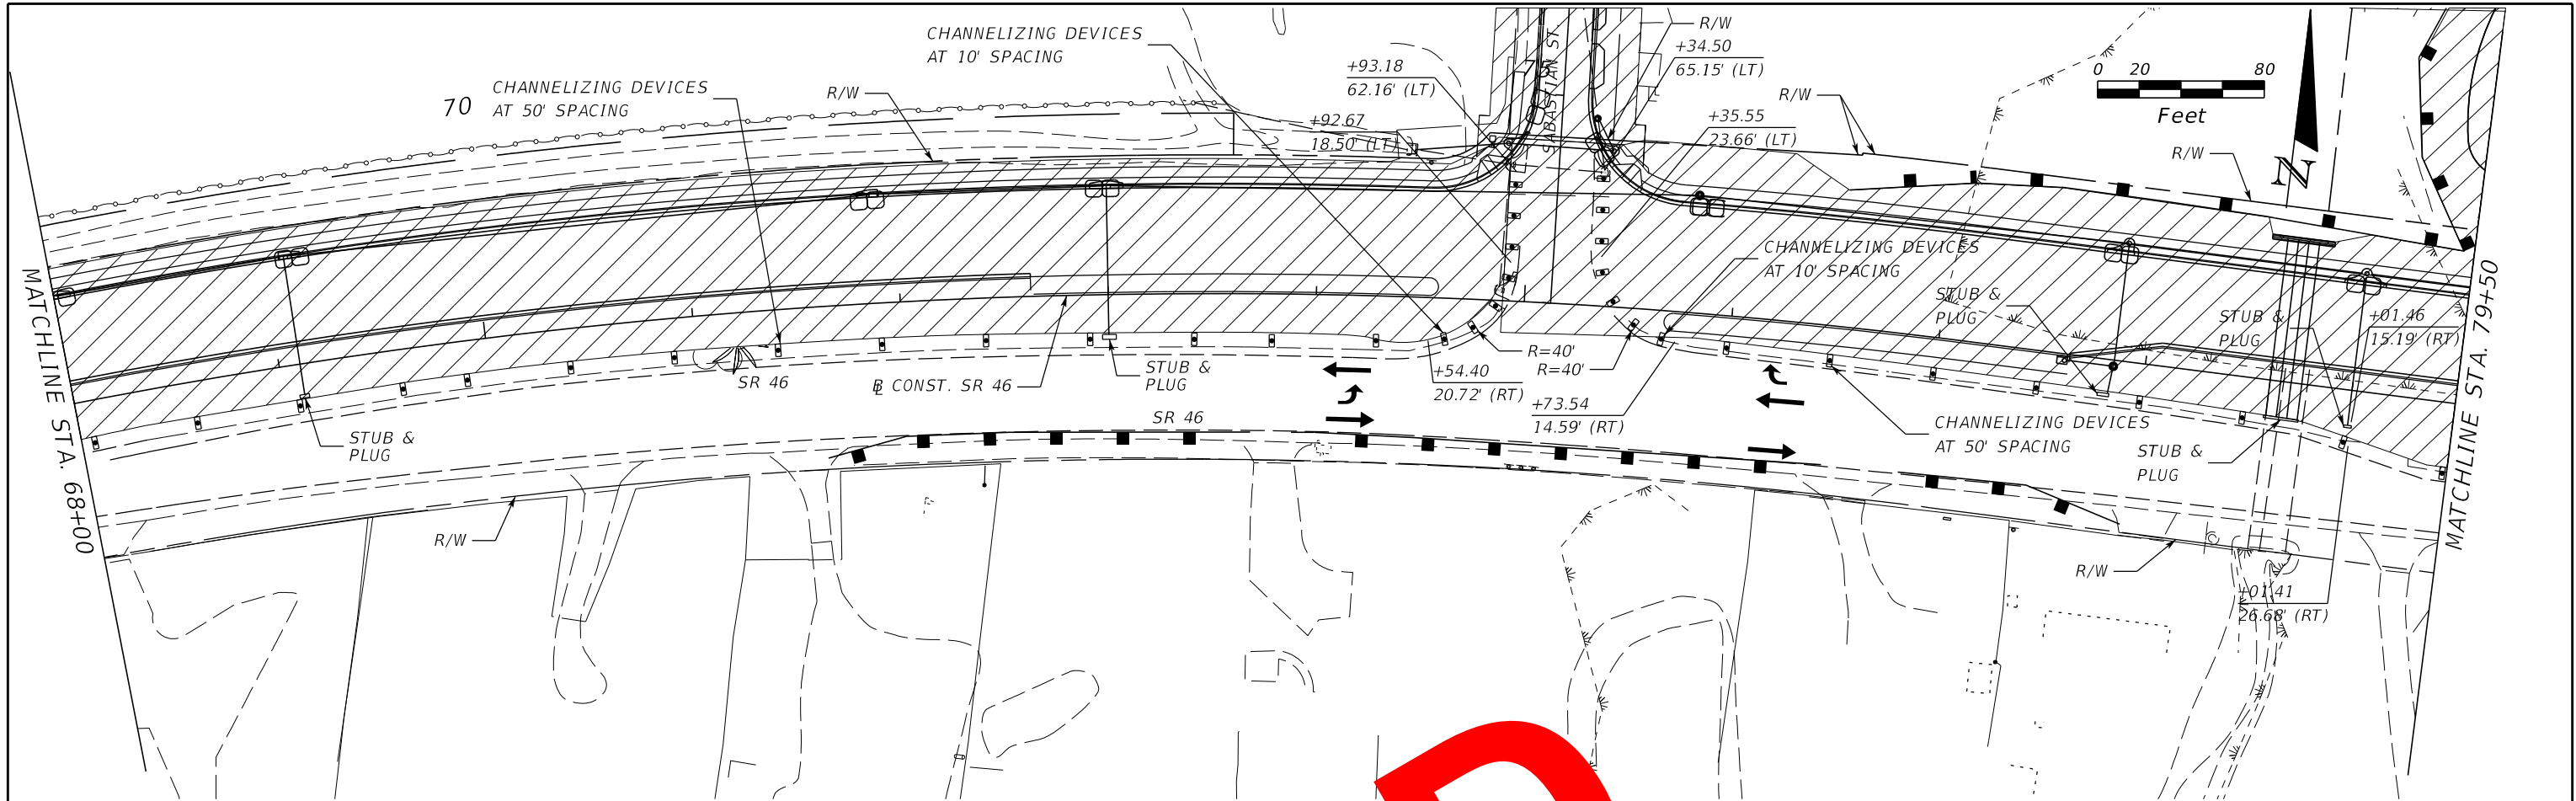 CHANNELIZING DEVICES
AT 10' SPACING
R/W
+34.50
65.15' (LT)
SABASTIAN ST.
+93.18
62.16' (LT)
0 20 80
Feet
70
CHANNELIZING DEVICES
AT 50' SPACING
R/W
R/W
+92.67
18.50' (LT)
+35.55
23.66' (LT)
R/W
N
CHANNELIZING DEVICES
AT 10' SPACING
MATCHLINE STA. 68+00
MATCHLINE STA. 79+50
STUB &
PLUG
STUB &
PLUG
+01.46
15.19' (RT)
R=40'
R=40'
SR 46
℄ CONST. SR 46
STUB &
PLUG
+54.40
20.72' (RT)
+73.54
14.59' (RT)
SR 46
CHANNELIZING DEVICES
AT 50' SPACING
STUB &
PLUG
STUB &
PLUG
R/W
R/W
+01.41
26.68' (RT)